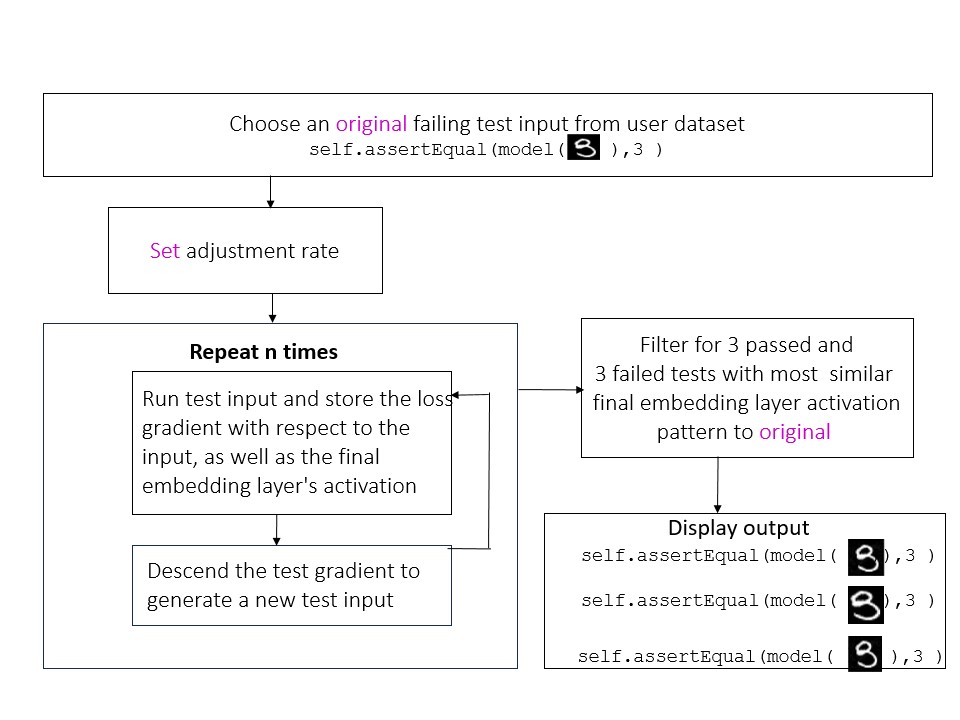 Choose an original failing test input from user dataset
self.assertEqual(model( 3 ),3 )
Set adjustment rate
Repeat n times
Run test input and store the loss
gradient with respect to the
input, as well as the final
embedding layer's activation
Descend the test gradient to
generate a new test input
Filter for 3 passed and
3 failed tests with most similar
final embedding layer activation
pattern to original
Display output
self.assertEqual(model( 3 ),3 )
self.assertEqual(model( 3 ),3 )
self.assertEqual(model( 3 ),3 )